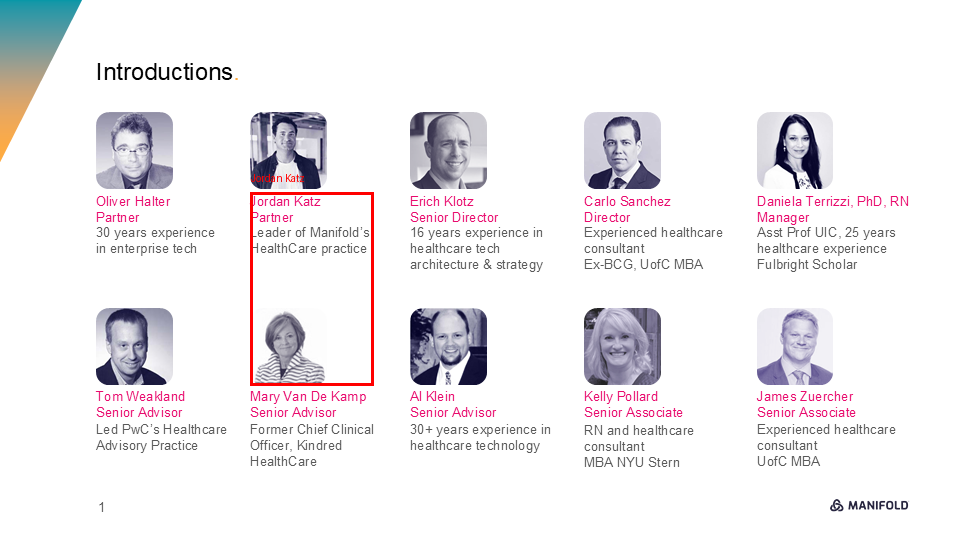 Introductions.
Oliver Halter
Partner
30 years experience
in enterprise tech
Jordan Katz
Jordan Katz
Partner
Leader of Manifold’s
HealthCare practice
Erich Klotz
Senior Director
16 years experience in
healthcare tech
architecture & strategy
Carlo Sanchez
Director
Experienced healthcare
consultant
Ex-BCG, UofC MBA
Daniela Terrizzi, PhD, RN
Manager
Asst Prof UIC, 25 years
healthcare experience
Fulbright Scholar
Tom Weakland
Senior Advisor
Led PwC’s Healthcare
Advisory Practice
Mary Van De Kamp
Senior Advisor
Former Chief Clinical
Officer, Kindred
HealthCare
Al Klein
Senior Advisor
30+ years experience in
healthcare technology
Kelly Pollard
Senior Associate
RN and healthcare
consultant
MBA NYU Stern
James Zuercher
Senior Associate
Experienced healthcare
consultant
UofC MBA
1
MANIFOLD